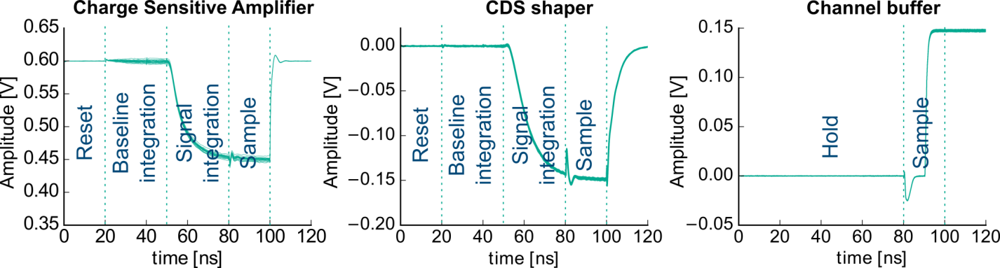 Charge Sensitive Amplifier
0.65
0.60
0.55
0.50
0.45
0.40
0.35
Amplitude [V]
Reset
Baseline
integration
Signal
integration
Sample
0 20 40 60 80 100 120
time [ns]
CDS shaper
0.00
−0.05
−0.10
−0.15
−0.20
Amplitude [V]
Reset
Baseline
integration
Signal
integration
Sample
0 20 40 60 80 100 120
time [ns]
Channel buffer
0.15
0.10
0.05
0.00
−0.05
Amplitude [V]
Hold
Sample
0 20 40 60 80 100 120
time [ns]